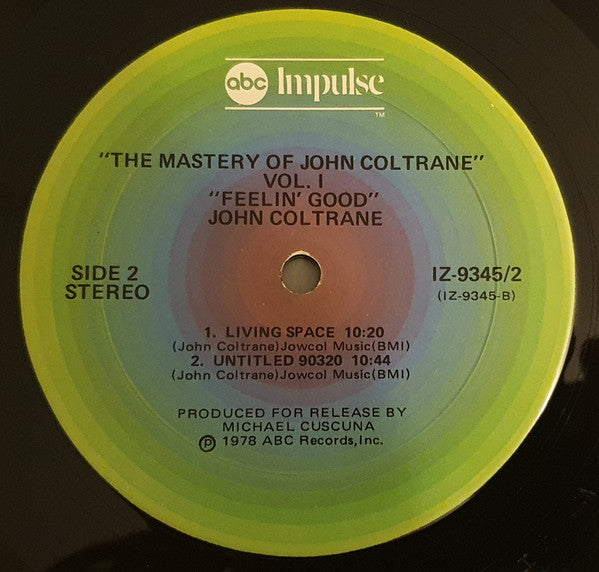 abc Impulse
TM
"THE MASTERY OF JOHN COLTRANE"
VOL. I
"FEELIN' GOOD"
JOHN COLTRANE
SIDE 2 IZ-9345/2
STEREO (IZ-9345-B)
1. LIVING SPACE 10:20
(John Coltrane)Jowcol Music(BMI)
2. UNTITLED 90320 10:44
(John Coltrane)Jowcol Music(BMI)
PRODUCED FOR RELEASE BY
MICHAEL CUSCUNA
℗ 1978 ABC Records,Inc.